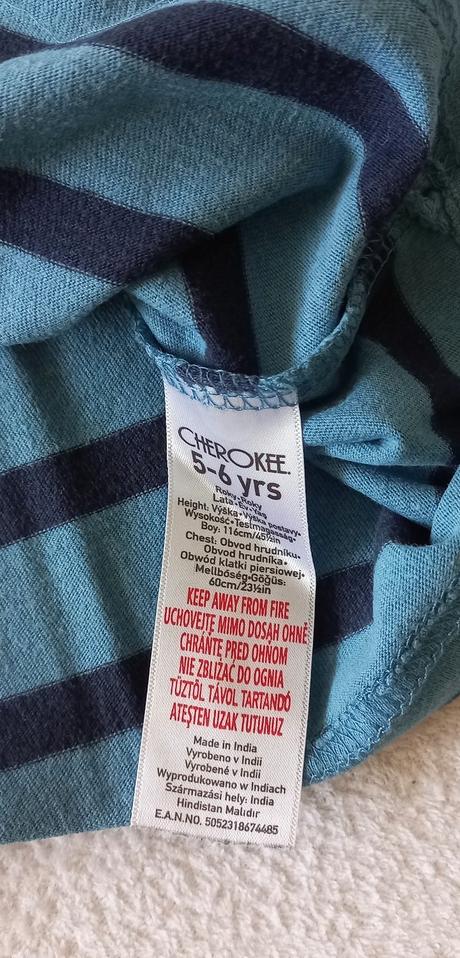 CHEROKEE.
5-6 yrs
Roky•Roky
Lata•Év•Yaş
Height: Výška•Výška postavy•
Wysokość•Testmagasság•
Boy: 116cm/45½in
Chest: Obvod hrudníku•
Obvod hrudníka•
Obwód klatki piersiowej•
Mellbőség•Göğüs:
60cm/23½in
KEEP AWAY FROM FIRE
UCHOVEJTE MIMO DOSAH OHNĚ
CHRÁŇTE PRED OHŇOM
NIE ZBLIŻAĆ DO OGNIA
TŰZTŐL TÁVOL TARTANDÓ
ATEŞTEN UZAK TUTUNUZ
Made in India
Vyrobeno v Indii
Vyrobené v Indii
Wyprodukowano w Indiach
Származási hely: India
Hindistan Malıdır
E.A.N.NO. 5052318674485